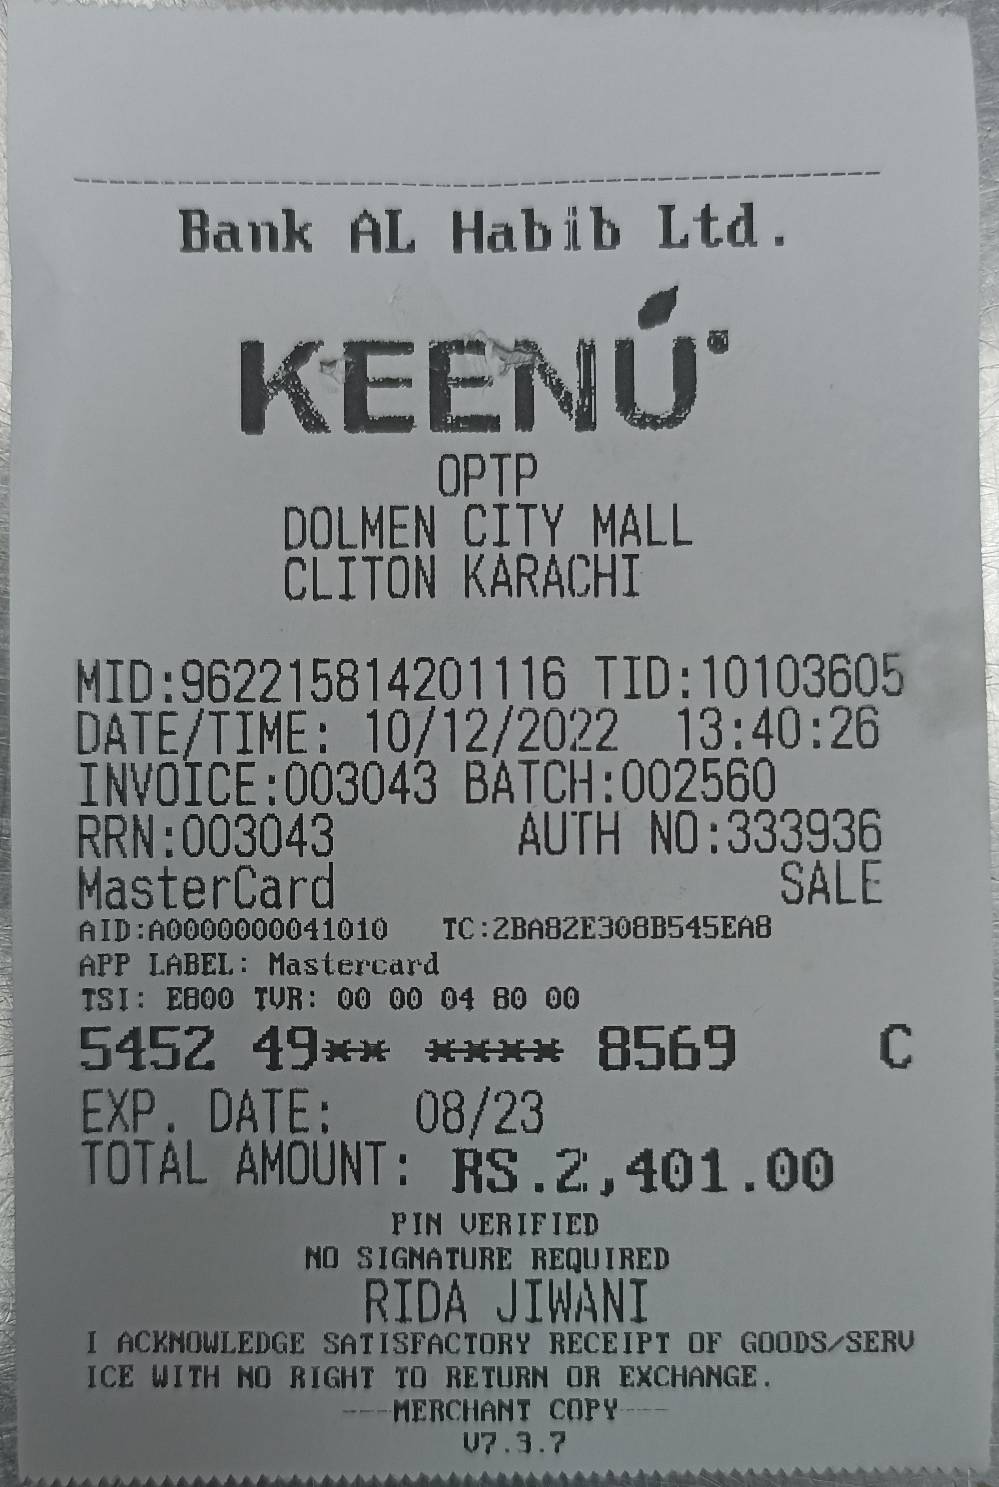 Bank AL Habib Ltd.
KEENÚ®
OPTP
DOLMEN CITY MALL
CLITON KARACHI
MID:962215814201116 TID:10103605
DATE/TIME: 10/12/2022 13:40:26
INVOICE:003043 BATCH:002560
RRN:003043 AUTH NO:333936
MasterCard SALE
AID:A0000000041010 TC:2BA82E308B545EA8
APP LABEL: Mastercard
TSI: E800 TVR: 00 00 04 80 00
5452 49** **** 8569 C
EXP. DATE: 08/23
TOTAL AMOUNT: RS.2,401.00
PIN VERIFIED
NO SIGNATURE REQUIRED
RIDA JIWANI
I ACKNOWLEDGE SATISFACTORY RECEIPT OF GOODS/SERV
ICE WITH NO RIGHT TO RETURN OR EXCHANGE.
----MERCHANT COPY----
V7.3.7